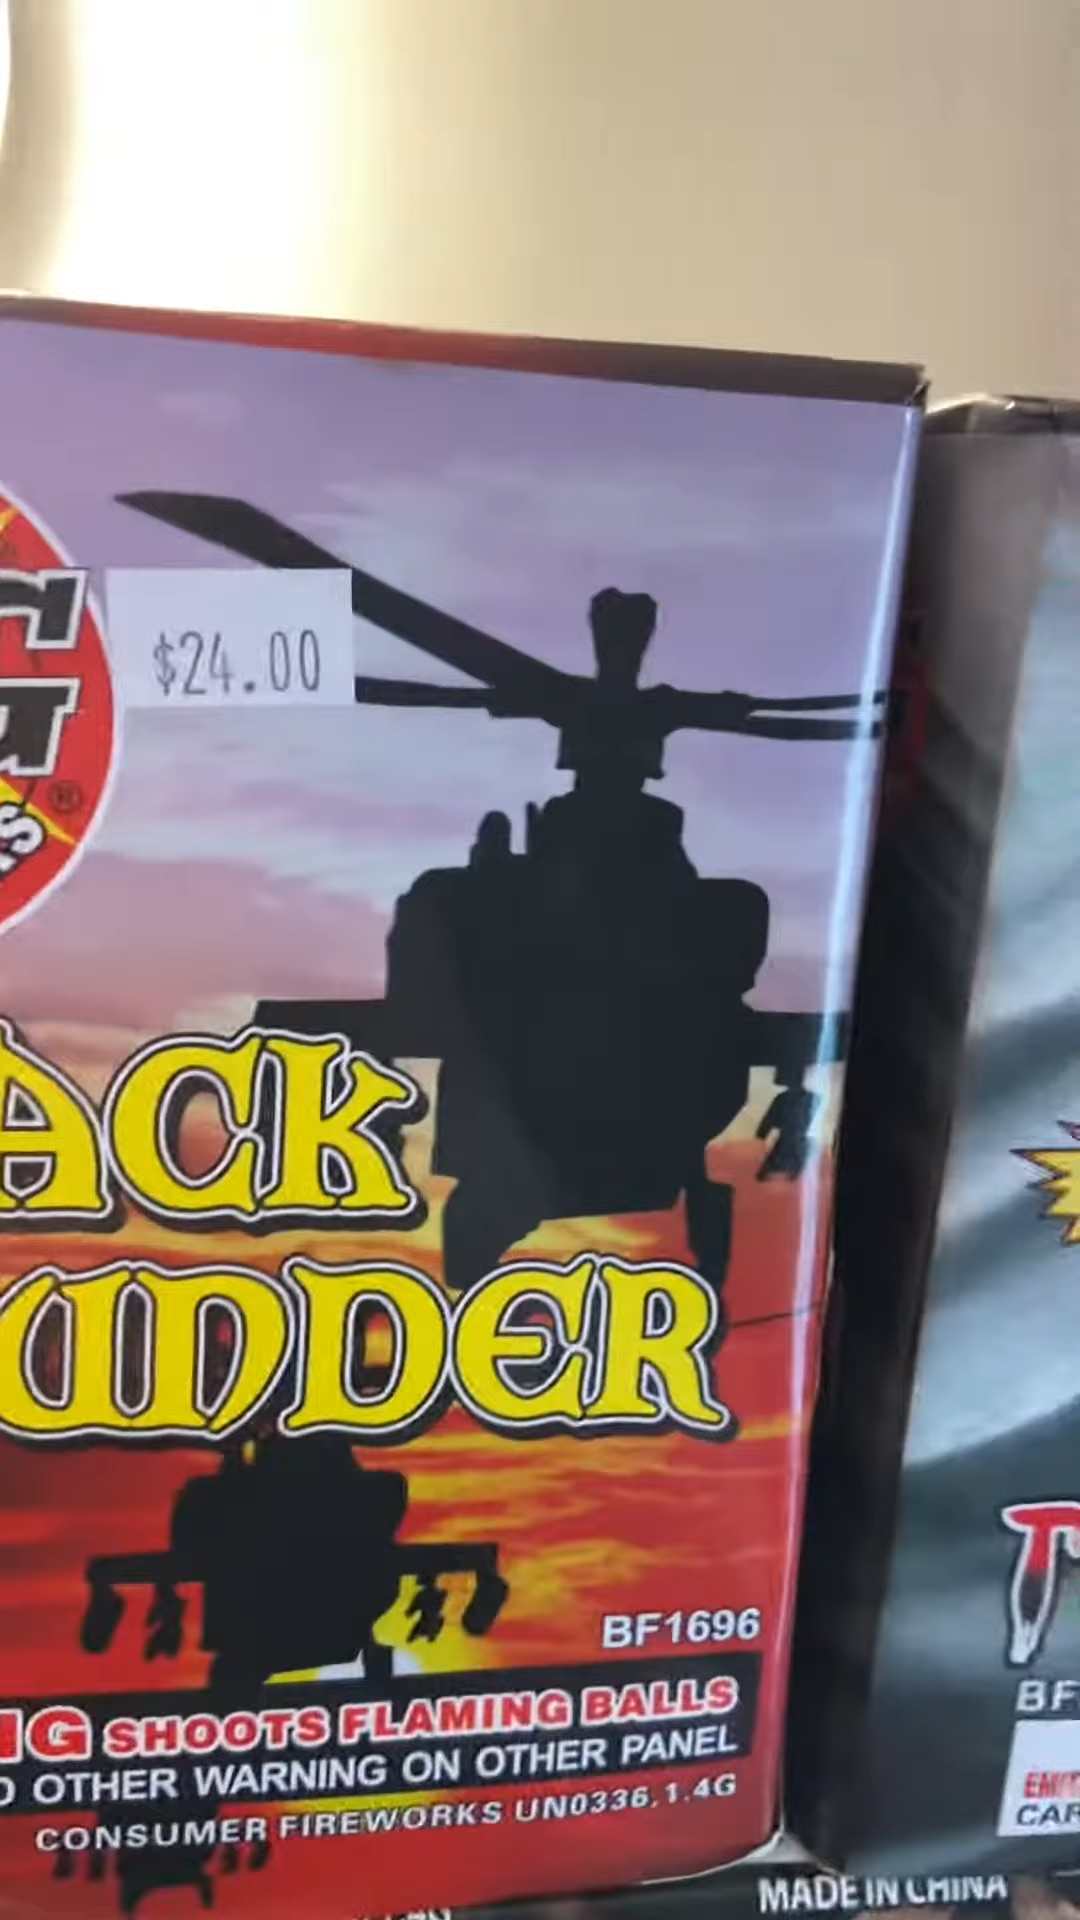 $24.00
®
ACK
UNDER
BF1696
NG SHOOTS FLAMING BALLS
D OTHER WARNING ON OTHER PANEL
CONSUMER FIREWORKS UN0336, 1.4G
BF
CAR
MADE IN CHINA